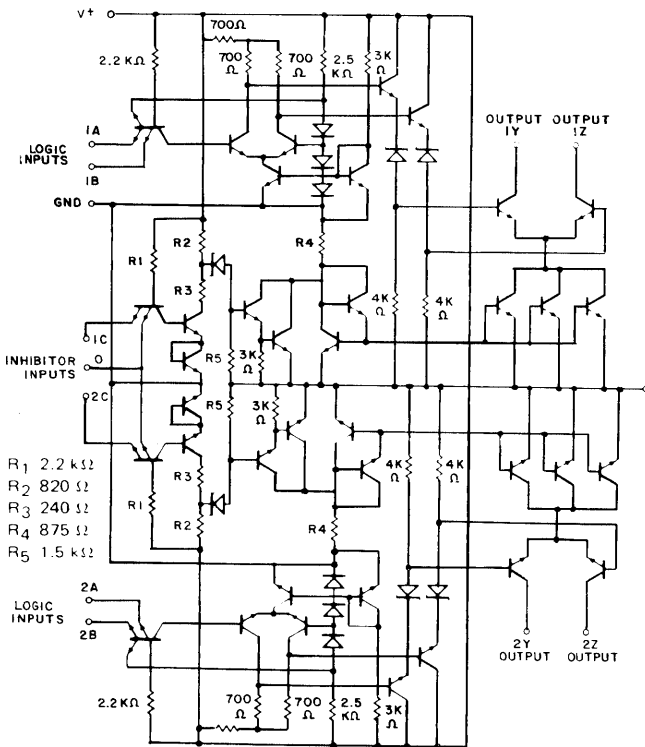 V+
700Ω
2.2 KΩ
700
Ω
700
Ω
2.5
KΩ
3K
Ω
1A
LOGIC
INPUTS
1B
GND
OUTPUT
1Y
OUTPUT
1Z
R1
R2
R3
R4
4K
Ω
4K
Ω
1C
INHIBITOR
INPUTS
0
2C
R5
3K
Ω
R5
3K
Ω
R1
R3
R2
R4
4K
Ω
4K
Ω
R1 2.2 kΩ
R2 820 Ω
R3 240 Ω
R4 875 Ω
R5 1.5 kΩ
2A
LOGIC
INPUTS
2B
2Y
OUTPUT
2Z
OUTPUT
2.2KΩ
700
Ω
700
Ω
2.5
KΩ
3K
Ω